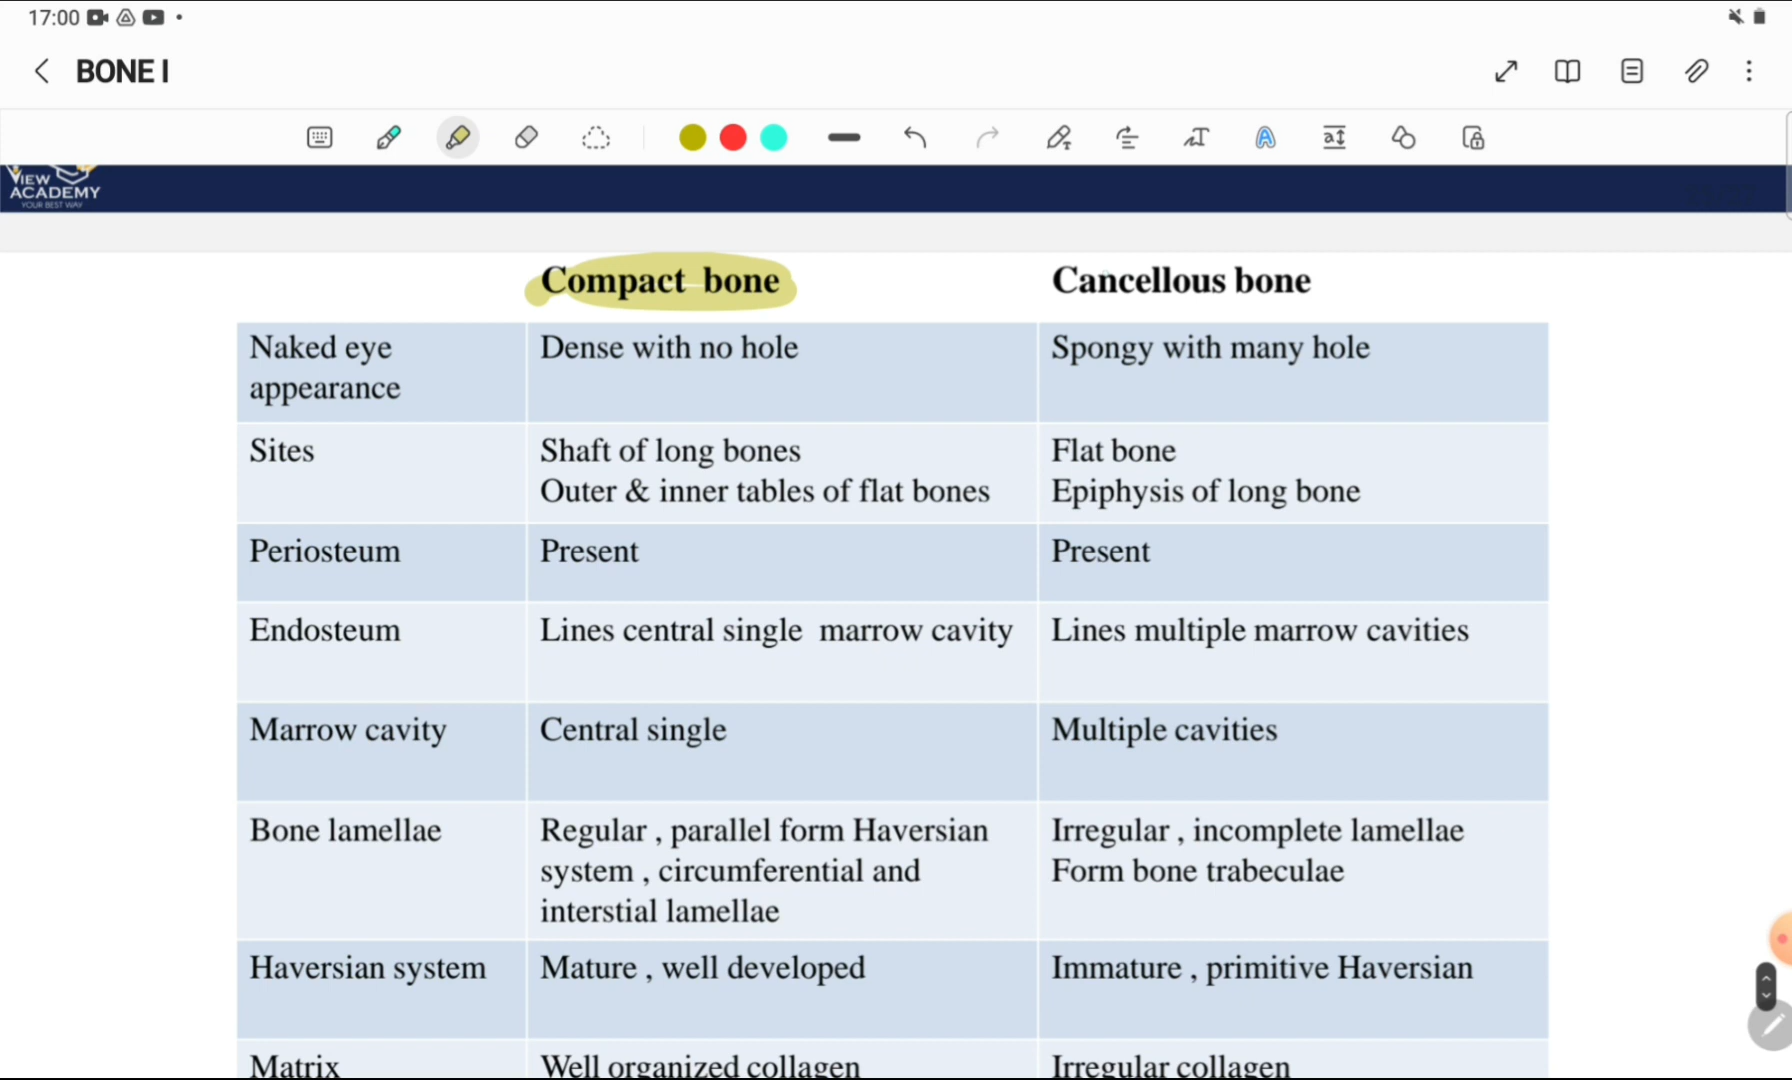 17:00
BONE I
VIEW
ACADEMY
YOUR BEST WAY
Compact bone
Cancellous bone
Naked eye
appearance
Dense with no hole
Spongy with many hole
Sites
Shaft of long bones
Outer & inner tables of flat bones
Flat bone
Epiphysis of long bone
Periosteum
Present
Present
Endosteum
Lines central single marrow cavity
Lines multiple marrow cavities
Marrow cavity
Central single
Multiple cavities
Bone lamellae
Regular , parallel form Haversian
system , circumferential and
interstial lamellae
Irregular , incomplete lamellae
Form bone trabeculae
Haversian system
Mature , well developed
Immature , primitive Haversian
Matrix
Well organized collagen
Irregular collagen